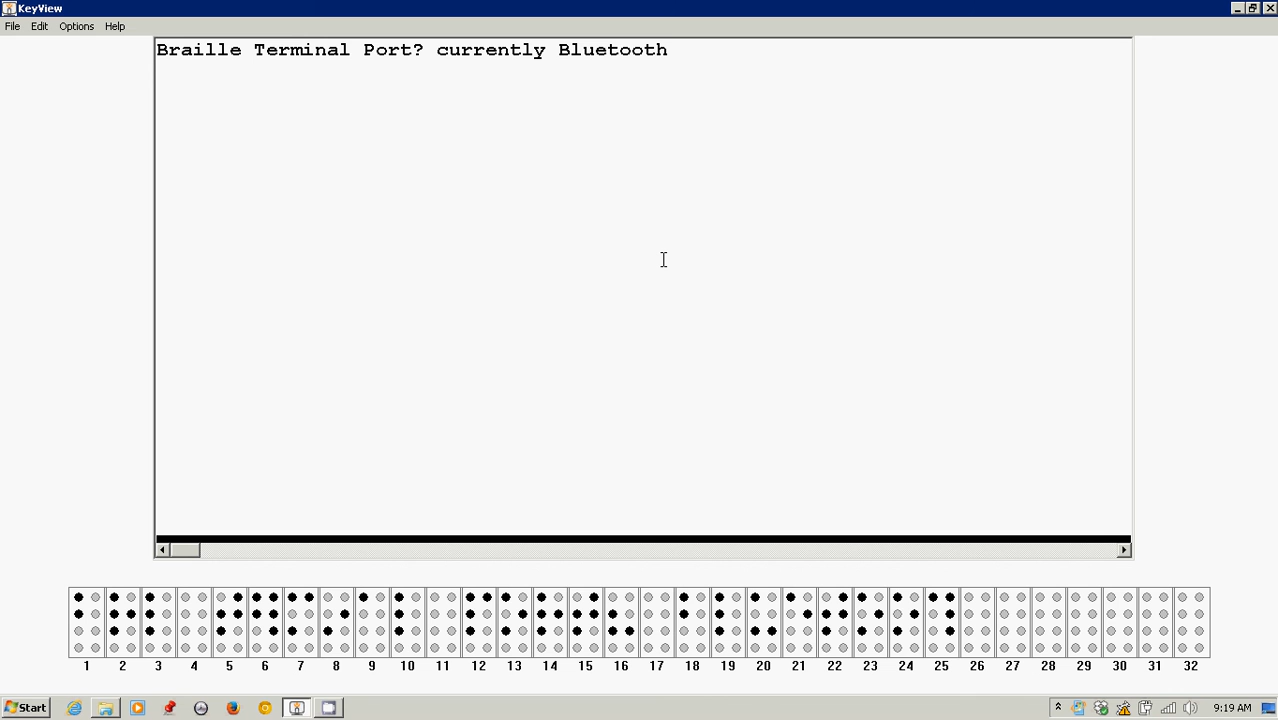 KeyView
File Edit Options Help
Braille Terminal Port? currently Bluetooth
1 2 3 4 5 6 7 8 9 10 11 12 13 14 15 16 17 18 19 20 21 22 23 24 25 26 27 28 29 30 31 32
Start 9:19 AM